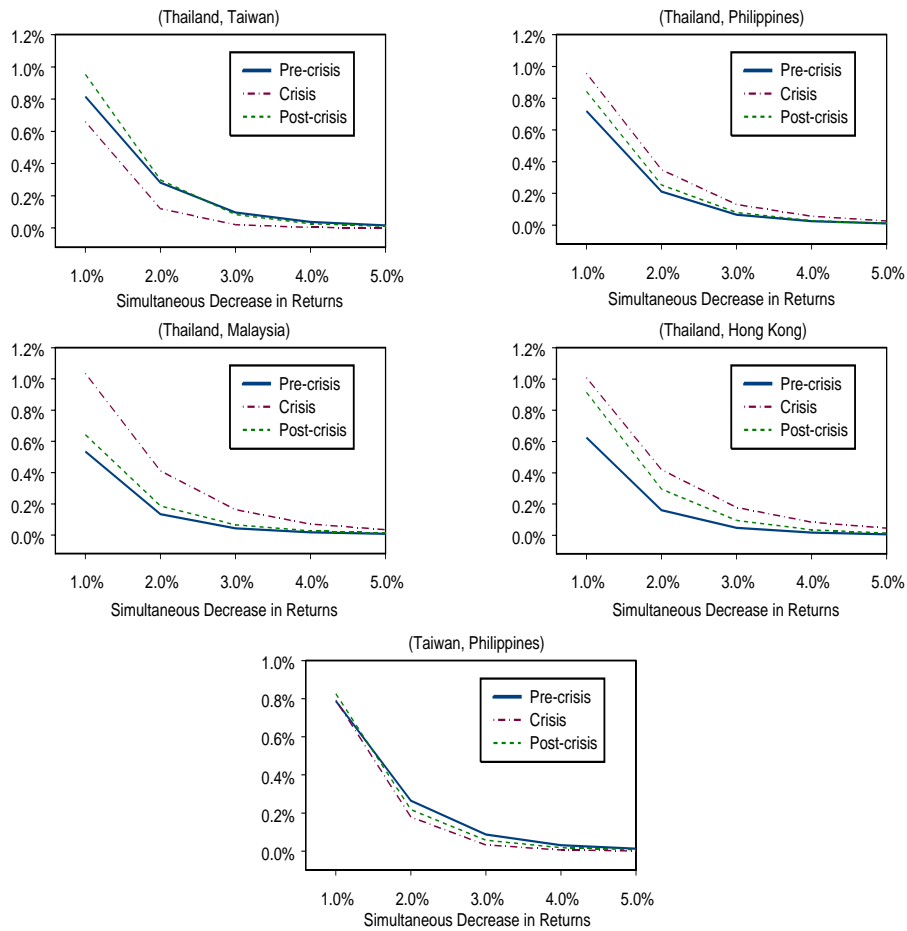 (Thailand, Taiwan)
1.2%
1.0%
0.8%
0.6%
0.4%
0.2%
0.0%
Pre-crisis
Crisis
Post-crisis
1.0% 2.0% 3.0% 4.0% 5.0%
Simultaneous Decrease in Returns
(Thailand, Philippines)
1.2%
1.0%
0.8%
0.6%
0.4%
0.2%
0.0%
Pre-crisis
Crisis
Post-crisis
1.0% 2.0% 3.0% 4.0% 5.0%
Simultaneous Decrease in Returns
(Thailand, Malaysia)
1.2%
1.0%
0.8%
0.6%
0.4%
0.2%
0.0%
Pre-crisis
Crisis
Post-crisis
1.0% 2.0% 3.0% 4.0% 5.0%
Simultaneous Decrease in Returns
(Thailand, Hong Kong)
1.2%
1.0%
0.8%
0.6%
0.4%
0.2%
0.0%
Pre-crisis
Crisis
Post-crisis
1.0% 2.0% 3.0% 4.0% 5.0%
Simultaneous Decrease in Returns
(Taiwan, Philippines)
1.0%
0.8%
0.6%
0.4%
0.2%
0.0%
Pre-crisis
Crisis
Post-crisis
1.0% 2.0% 3.0% 4.0% 5.0%
Simultaneous Decrease in Returns